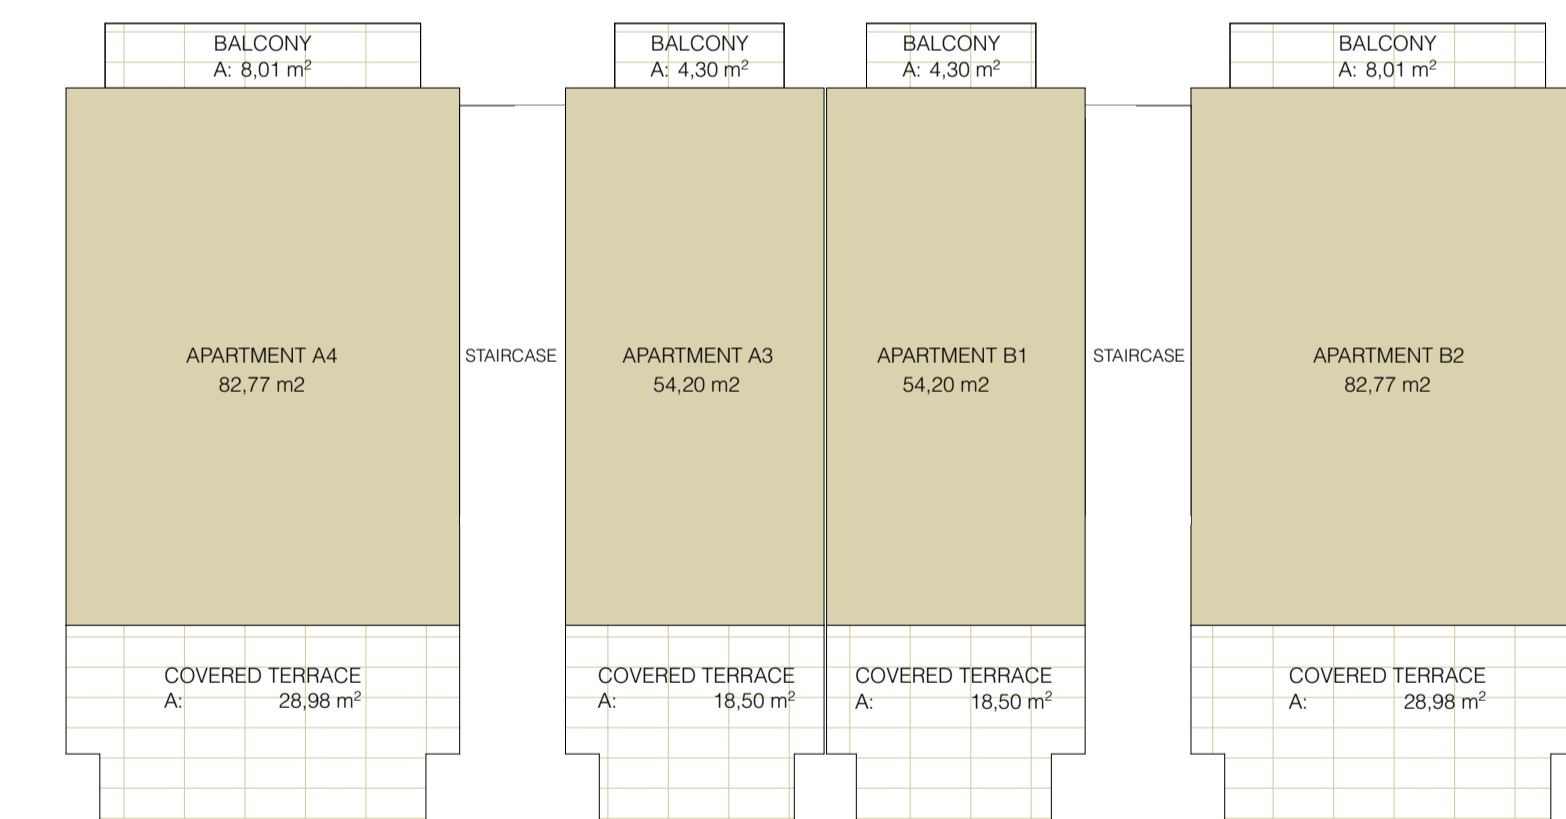 BALCONY
A: 8,01 m²
BALCONY
A: 4,30 m²
BALCONY
A: 4,30 m²
BALCONY
A: 8,01 m²
APARTMENT A4
82,77 m2
STAIRCASE
APARTMENT A3
54,20 m2
APARTMENT B1
54,20 m2
STAIRCASE
APARTMENT B2
82,77 m2
COVERED TERRACE
A: 28,98 m²
COVERED TERRACE
A: 18,50 m²
COVERED TERRACE
A: 18,50 m²
COVERED TERRACE
A: 28,98 m²